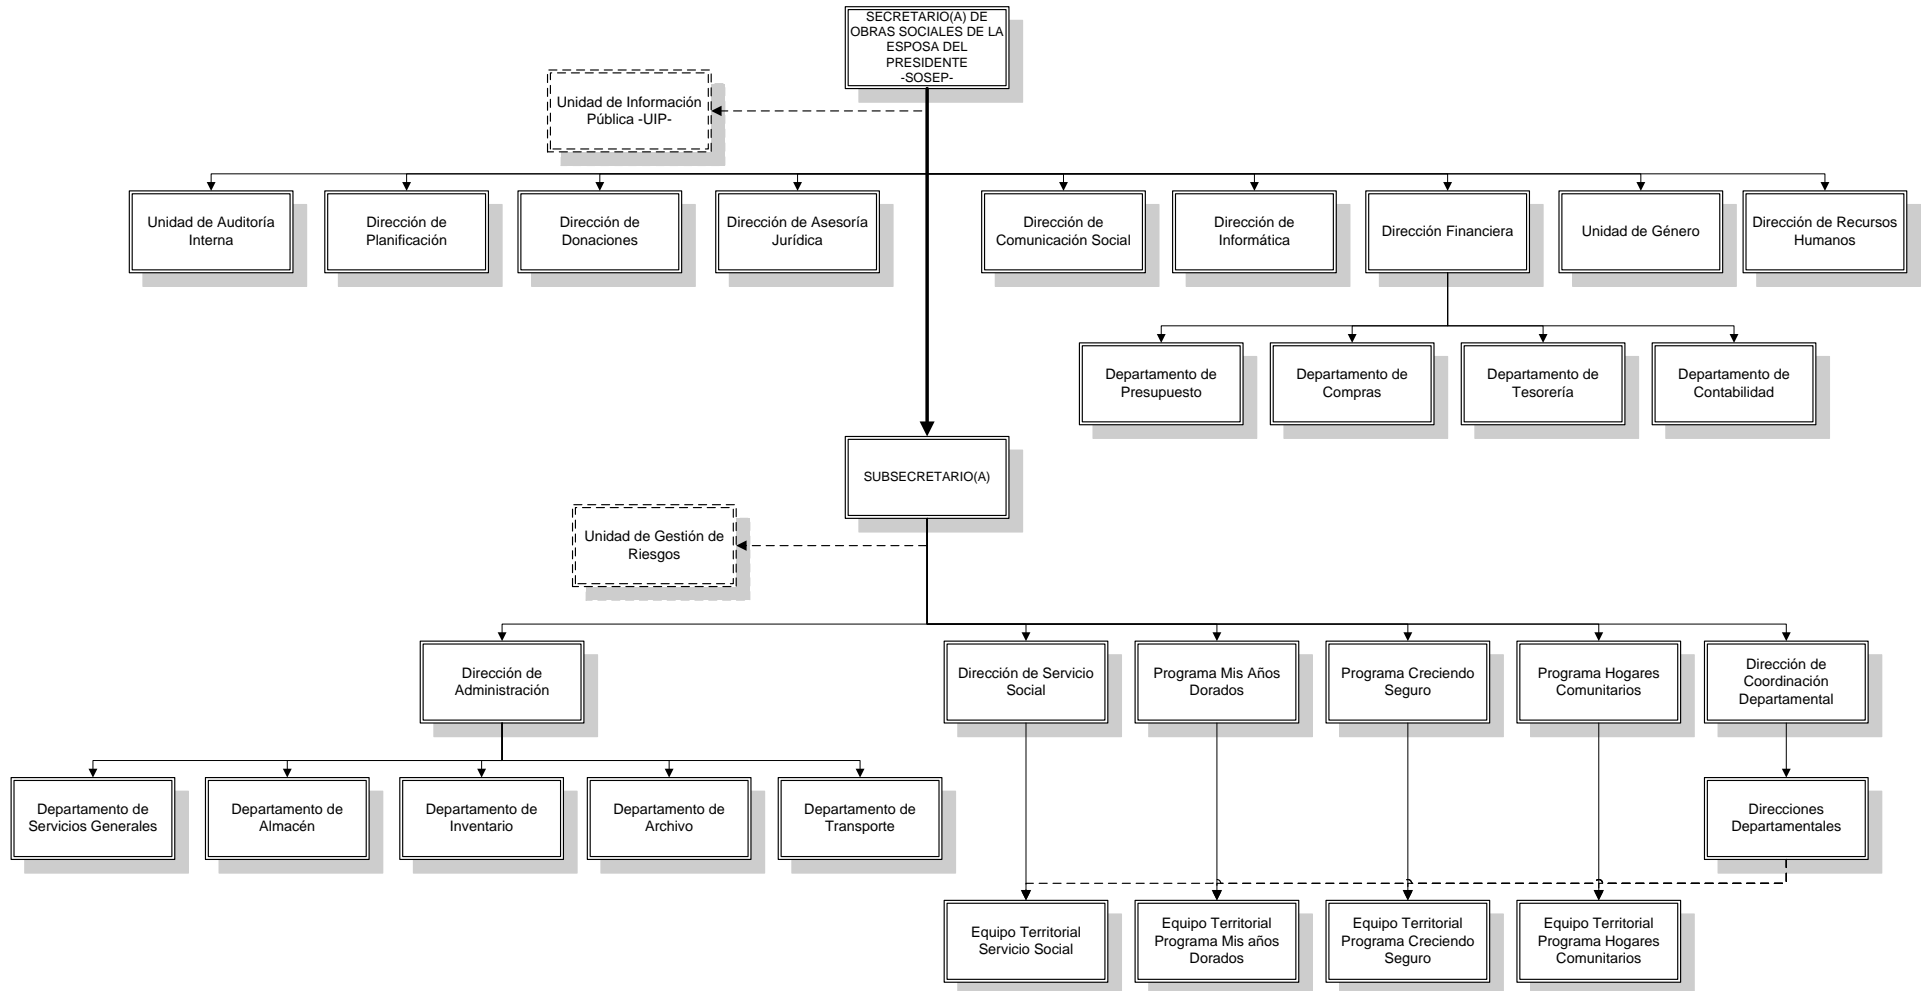 SECRETARIO(A) DE
OBRAS SOCIALES DE LA
ESPOSA DEL
PRESIDENTE
-SOSEP-
Unidad de Información
Pública -UIP-
Unidad de Auditoría
Interna
Dirección de
Planificación
Dirección de
Donaciones
Dirección de Asesoría
Jurídica
Dirección de
Comunicación Social
Dirección de
Informática
Dirección Financiera
Unidad de Género
Dirección de Recursos
Humanos
Departamento de
Presupuesto
Departamento de
Compras
Departamento de
Tesorería
Departamento de
Contabilidad
SUBSECRETARIO(A)
Unidad de Gestión de
Riesgos
Dirección de
Administración
Dirección de Servicio
Social
Programa Mis Años
Dorados
Programa Creciendo
Seguro
Programa Hogares
Comunitarios
Dirección de
Coordinación
Departamental
Departamento de
Servicios Generales
Departamento de
Almacén
Departamento de
Inventario
Departamento de
Archivo
Departamento de
Transporte
Direcciones
Departamentales
Equipo Territorial
Servicio Social
Equipo Territorial
Programa Mis años
Dorados
Equipo Territorial
Programa Creciendo
Seguro
Equipo Territorial
Programa Hogares
Comunitarios